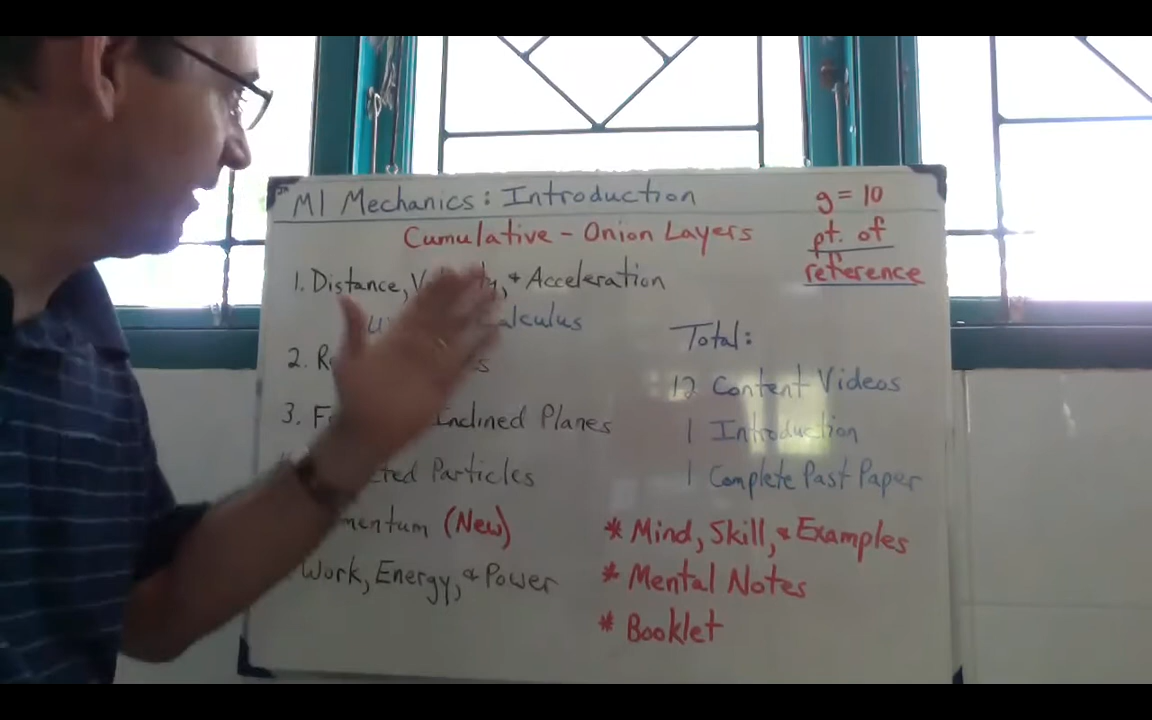 M1 Mechanics: Introduction
g = 10
pt. of
reference
Cumulative - Onion Layers
1. Distance, & Acceleration
alculus
2.
3. Inclined Planes
Particles
mentum (New)
Work, Energy, & Power
Total:
12 Content Videos
1 Introduction
1 Complete Past Paper
* Mind, Skill, & Examples
* Mental Notes
* Booklet